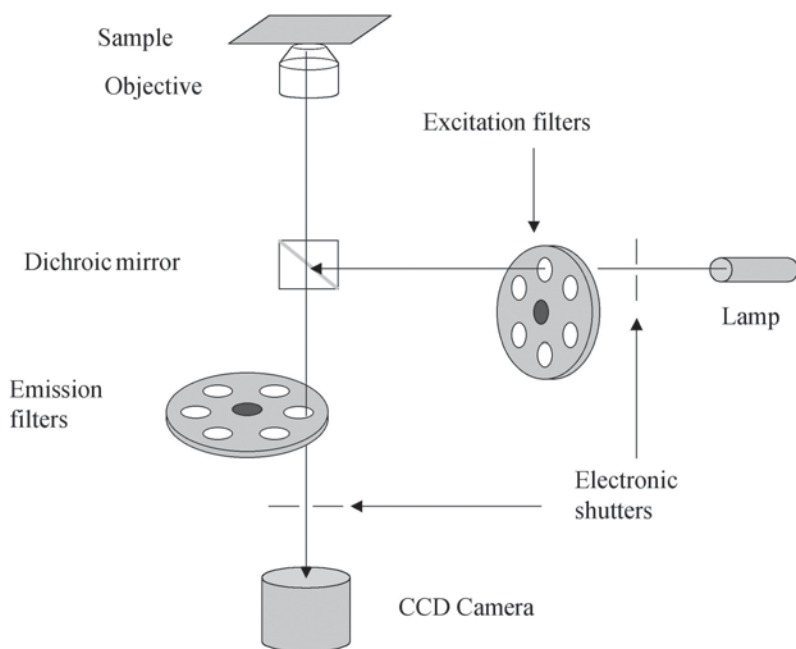 Sample
Objective
Excitation filters
Dichroic mirror
Lamp
Emission
filters
Electronic
shutters
CCD Camera